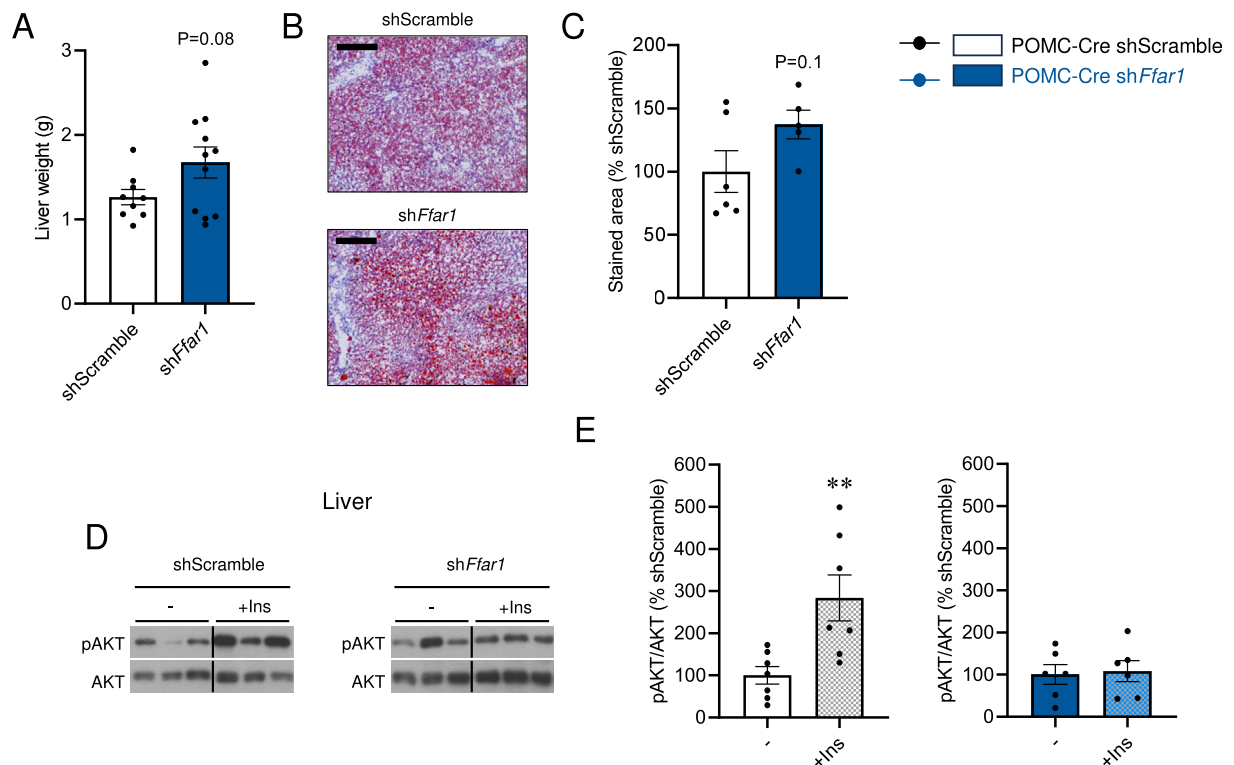 A
P=0.08
Liver weight (g)
3
2
1
0
shScramble
shFfar1
B
shScramble
shFfar1
C
P=0.1
Stained area (% shScramble)
200
150
100
50
0
shScramble
shFfar1
POMC-Cre shScramble
POMC-Cre shFfar1
Liver
D
shScramble
shFfar1
- +Ins
- +Ins
pAKT
AKT
pAKT
AKT
E
pAKT/AKT (% shScramble)
600
500
400
300
200
100
0
**
-
+Ins
pAKT/AKT (% shScramble)
600
500
400
300
200
100
0
-
+Ins